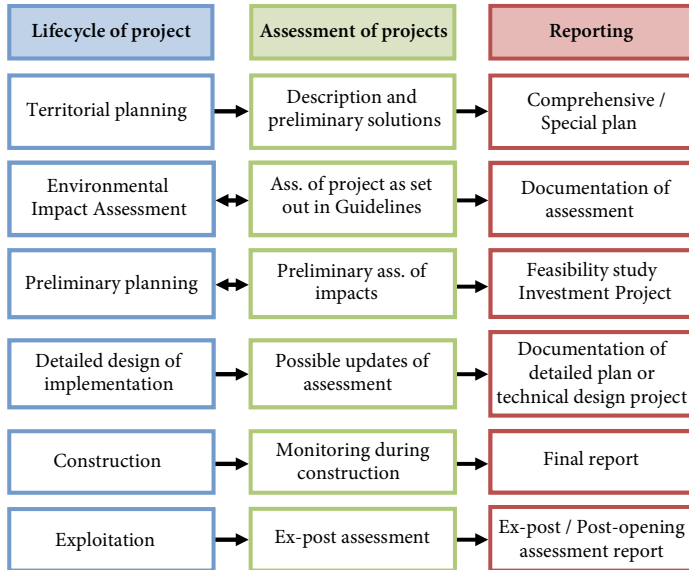 Lifecycle of project
Assessment of projects
Reporting
Territorial planning
Description and
preliminary solutions
Comprehensive /
Special plan
Environmental
Impact Assessment
Ass. of project as set
out in Guidelines
Documentation of
assessment
Preliminary planning
Preliminary ass. of
impacts
Feasibility study
Investment Project
Detailed design of
implementation
Possible updates of
assessment
Documentation of
detailed plan or
technical design project
Construction
Monitoring during
construction
Final report
Exploitation
Ex-post assessment
Ex-post / Post-opening
assessment report